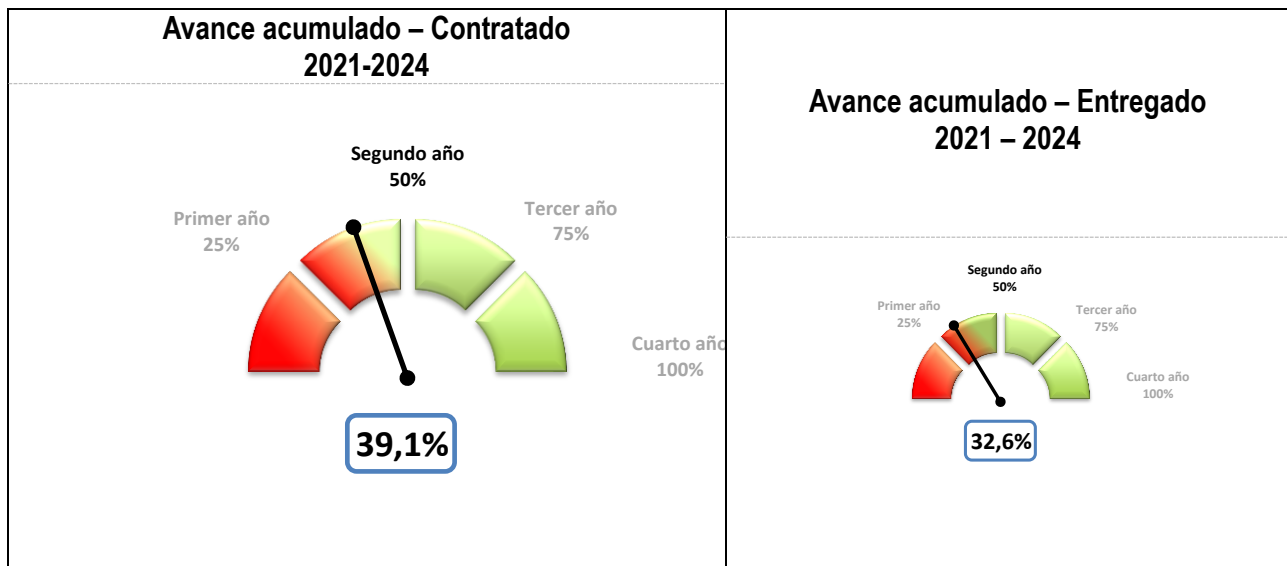 Avance acumulado – Contratado
2021-2024
Segundo año
50%
Primer año
25%
Tercer año
75%
Cuarto año
100%
39,1%
Avance acumulado – Entregado
2021 – 2024
Segundo año
50%
Primer año
25%
Tercer año
75%
Cuarto año
100%
32,6%